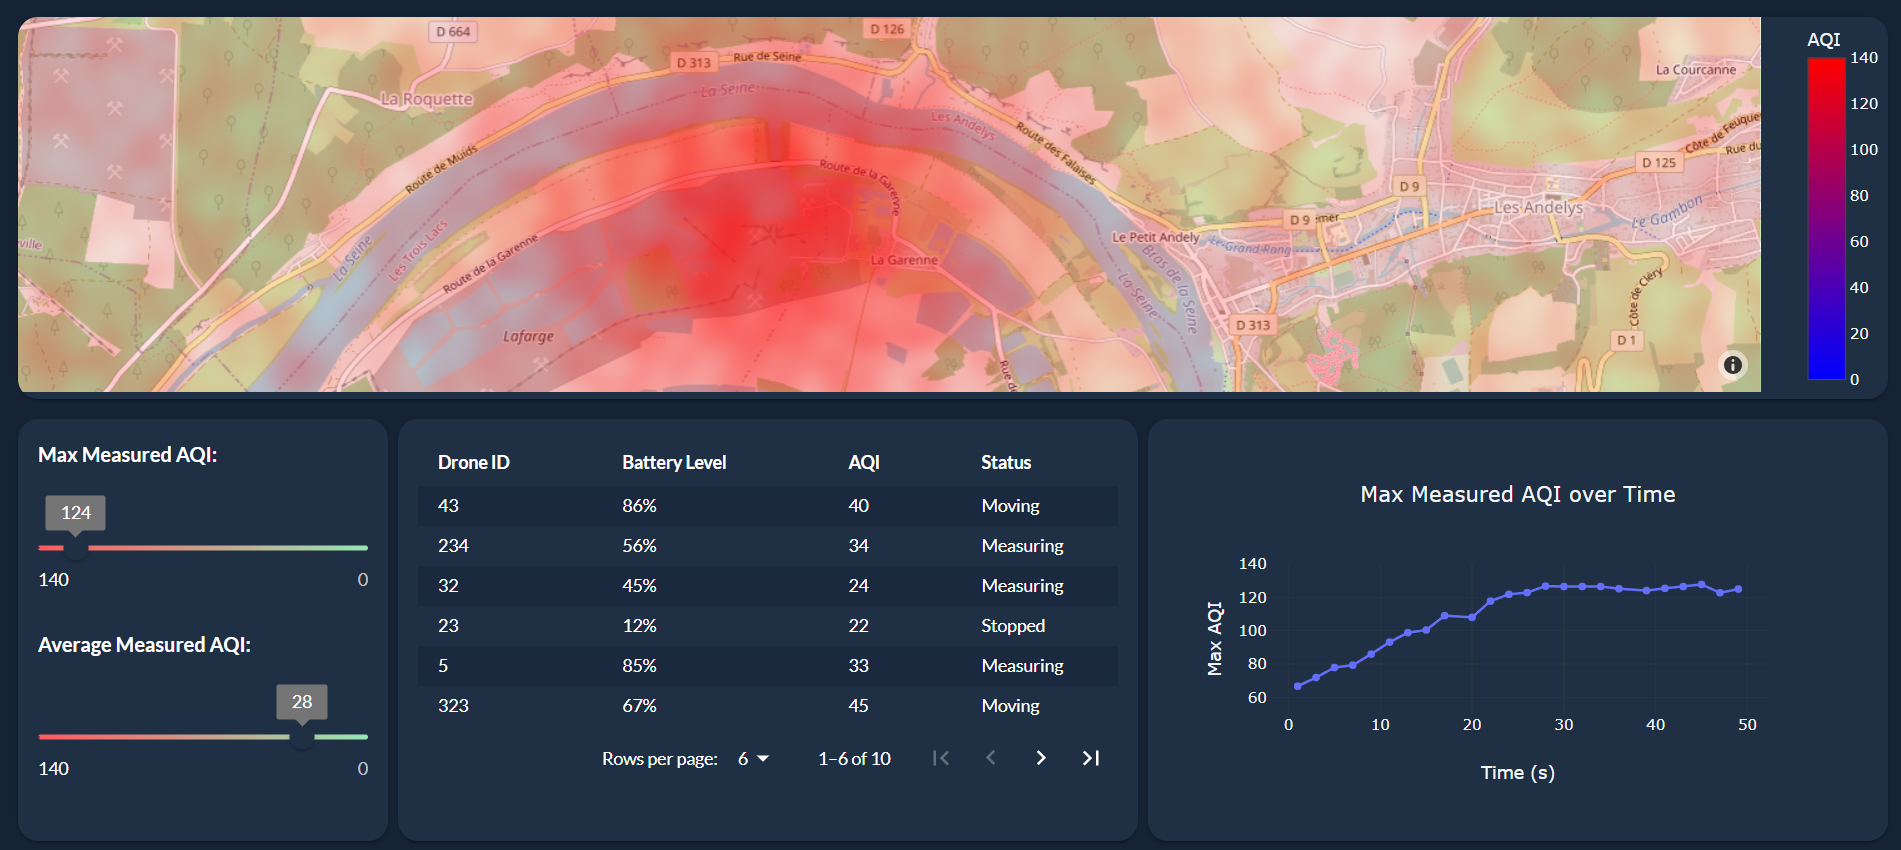 D 664
D 126
D 313
Rue de Seine
La Seine
La Roquette
Les Andelys
Route des Falaises
Route de Muids
Route de la Garenne
La Courcanne
Côte de Feuque
Rue du
D 125
D 9
Les Andelys
Le Gambon
D 9
mer
Le Petit Andely
Le Grand Rang
ville
La Seine
Les Trois Lacs
Route de la Garenne
La Garenne
Bras de la Seine
La Seine
Côte de Cléry
Lafarge
D 313
D 1
Rue de
AQI
140
120
100
80
60
40
20
0
Max Measured AQI:
124
140 0
Average Measured AQI:
28
140 0
Drone ID Battery Level AQI Status
43 86% 40 Moving
234 56% 34 Measuring
32 45% 24 Measuring
23 12% 22 Stopped
5 85% 33 Measuring
323 67% 45 Moving
Rows per page: 6 1–6 of 10
Max Measured AQI over Time
Max AQI
140
120
100
80
60
0 10 20 30 40 50
Time (s)